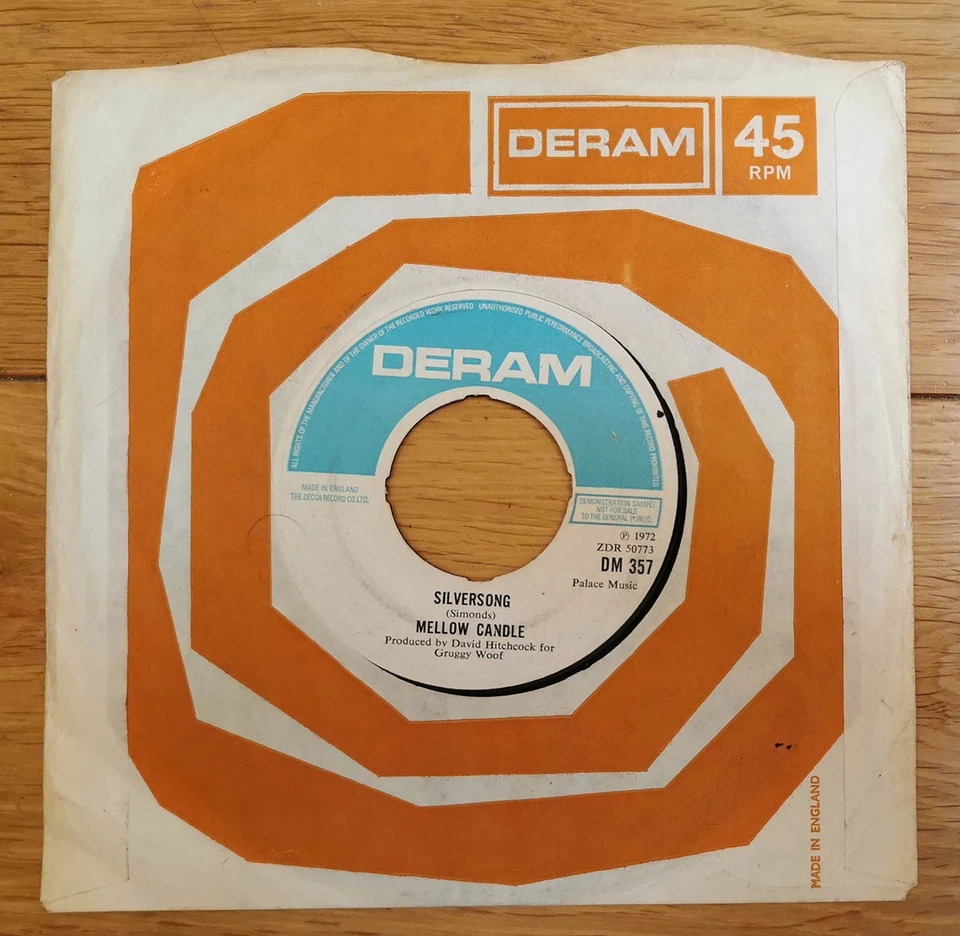 DERAM
45
RPM
ALL RIGHTS OF THE MANUFACTURER AND OF THE OWNER OF THE RECORDED WORK RESERVED UNAUTHORISED PUBLIC PERFORMANCE BROADCASTING AND COPYING OF THIS RECORD PROHIBITED
DERAM
MADE IN ENGLAND
THE DECCA RECORD CO. LTD.
DEMONSTRATION SAMPLE
NOT FOR SALE
TO THE GENERAL PUBLIC.
℗ 1972
ZDR 50773
DM 357
Palace Music
SILVERSONG
(Simonds)
MELLOW CANDLE
Produced by David Hitchcock for
Gruggy Woof
MADE IN ENGLAND